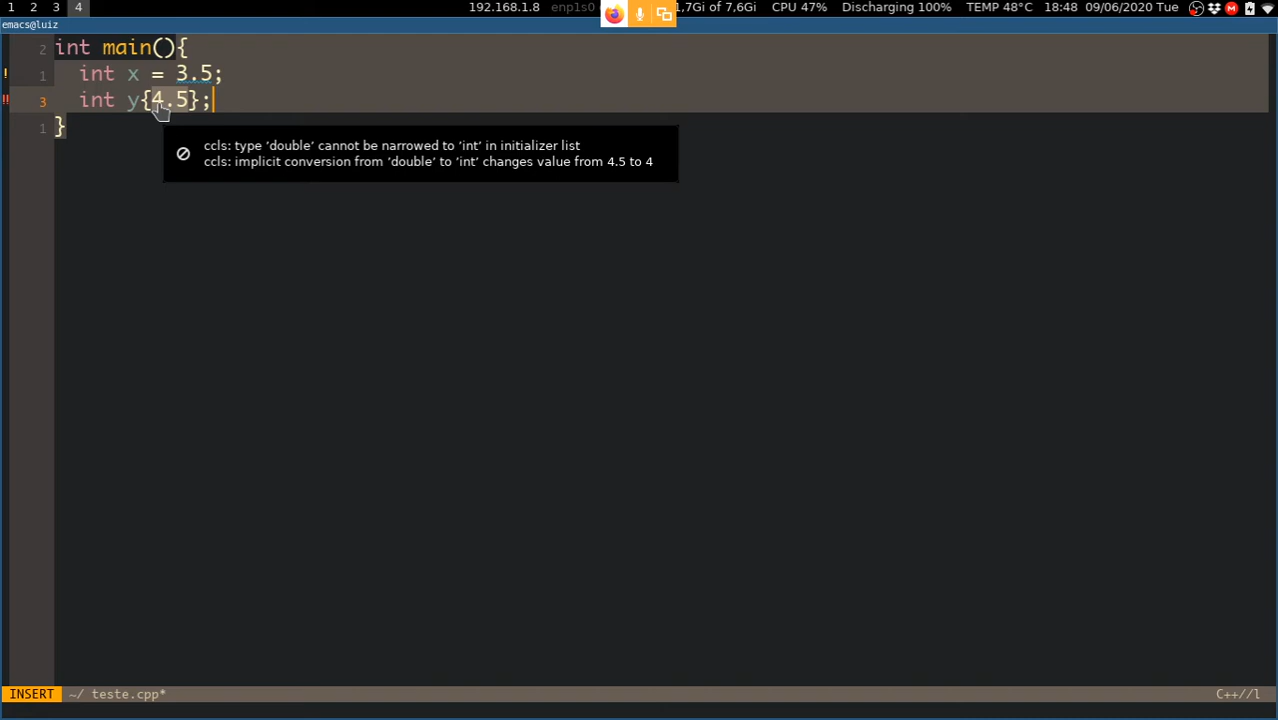 1 2 3 4 192.168.1.8 enp1s0 1,7Gi of 7,6Gi CPU 47% Discharging 100% TEMP 48°C 18:48 09/06/2020 Tue
emacs@luiz
2 int main(){
! 1 int x = 3.5;
!! 3 int y{4.5};
1 }
ccls: type ‘double’ cannot be narrowed to ‘int’ in initializer list
ccls: implicit conversion from ‘double’ to ‘int’ changes value from 4.5 to 4
INSERT ~/ teste.cpp* C++//l